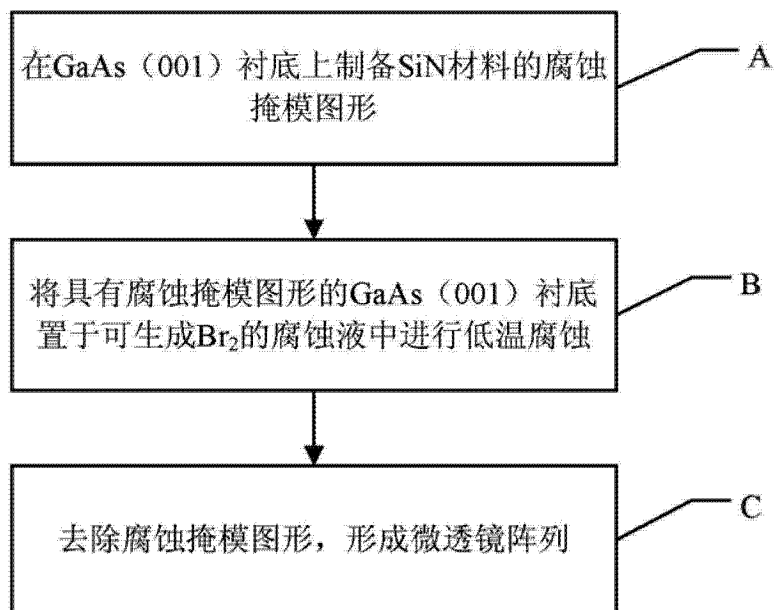 在GaAs（001）衬底上制备SiN材料的腐蚀
掩模图形
A
将具有腐蚀掩模图形的GaAs（001）衬底
置于可生成Br₂的腐蚀液中进行低温腐蚀
B
去除腐蚀掩模图形，形成微透镜阵列
C